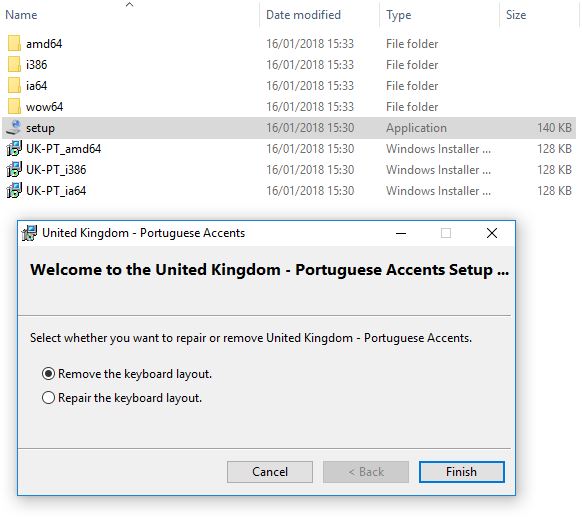 Name Date modified Type Size
amd64 16/01/2018 15:33 File folder
i386 16/01/2018 15:33 File folder
ia64 16/01/2018 15:33 File folder
wow64 16/01/2018 15:33 File folder
setup 16/01/2018 15:30 Application 140 KB
UK-PT_amd64 16/01/2018 15:30 Windows Installer ... 128 KB
UK-PT_i386 16/01/2018 15:30 Windows Installer ... 128 KB
UK-PT_ia64 16/01/2018 15:30 Windows Installer ... 128 KB
United Kingdom - Portuguese Accents
Welcome to the United Kingdom - Portuguese Accents Setup ...
Select whether you want to repair or remove United Kingdom - Portuguese Accents.
Remove the keyboard layout.
Repair the keyboard layout.
Cancel < Back Finish